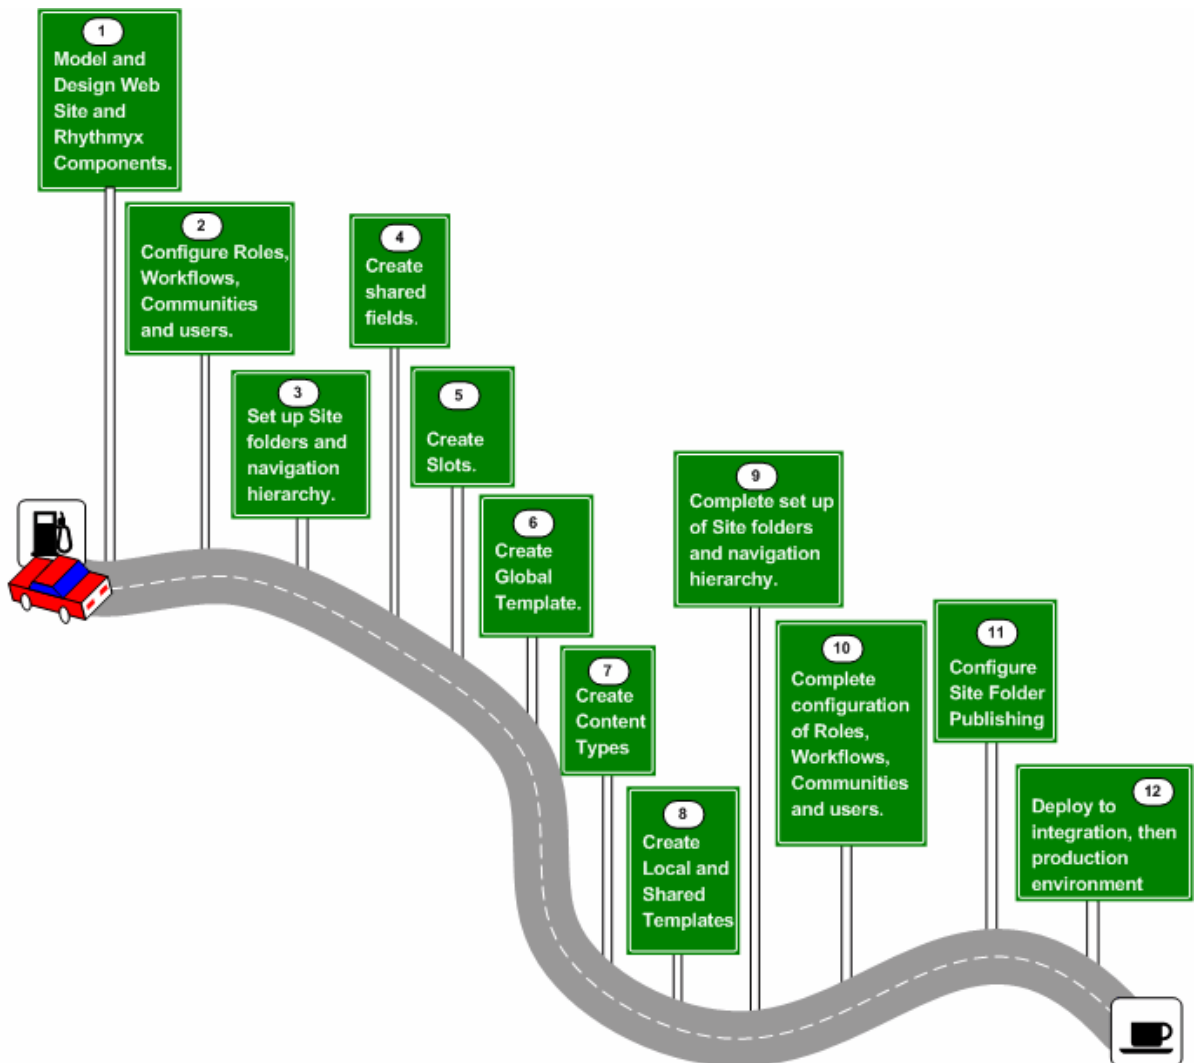 1
Model and
Design Web
Site and
Rhythmyx
Components.
2
Configure Roles,
Workflows,
Communities
and users.
3
Set up Site
folders and
navigation
hierarchy.
4
Create
shared
fields.
5
Create
Slots.
6
Create
Global
Template.
7
Create
Content
Types
8
Create
Local and
Shared
Templates
9
Complete set up
of Site folders
and navigation
hierarchy.
10
Complete
configuration
of Roles,
Workflows,
Communities
and users.
11
Configure
Site Folder
Publishing
12
Deploy to
integration, then
production
environment